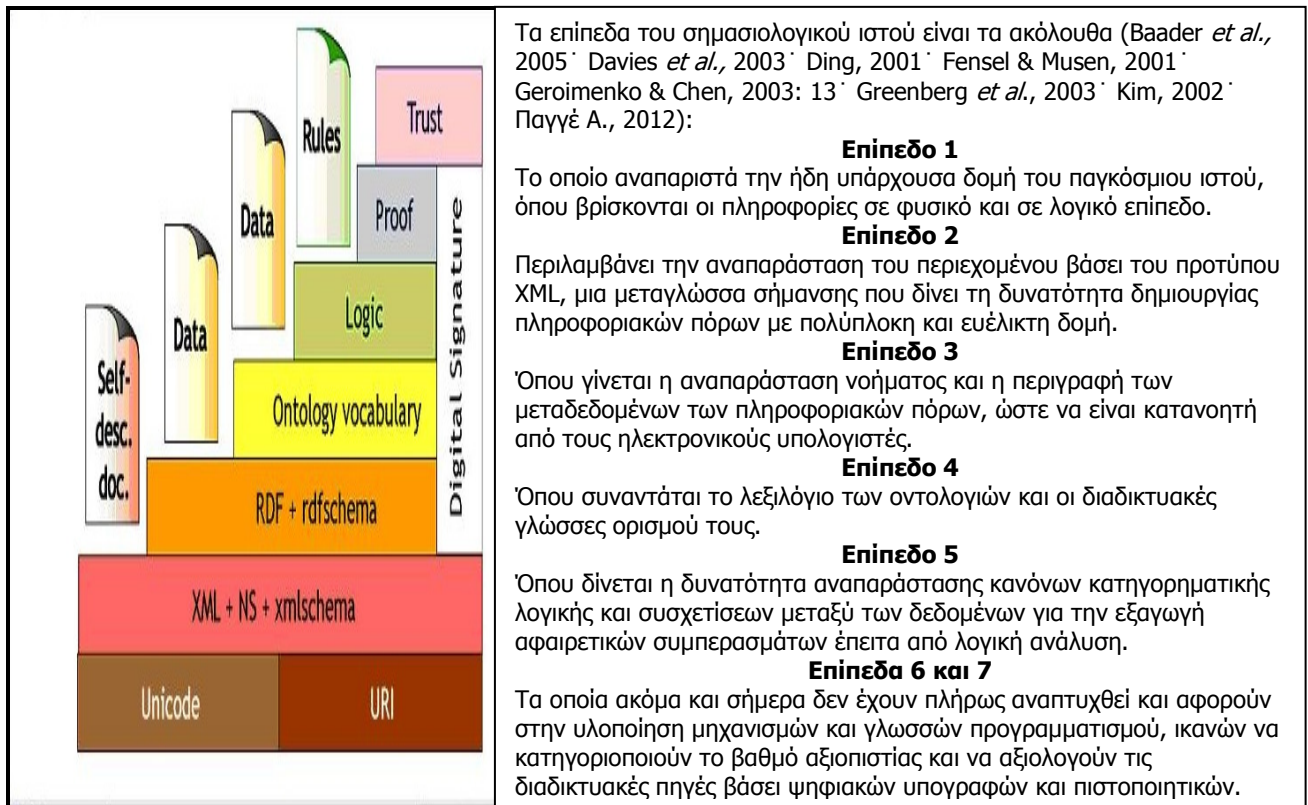 Trust
Rules
Proof
Data
Logic
Data
Ontology vocabulary
Self-
desc.
doc.
RDF + rdfschema
Digital Signature
XML + NS + xmlschema
Unicode
URI
Τα επίπεδα του σημασιολογικού ιστού είναι τα ακόλουθα (Baader et al.,
2005˙ Davies et al., 2003˙ Ding, 2001˙ Fensel & Musen, 2001˙
Geroimenko & Chen, 2003: 13˙ Greenberg et al., 2003˙ Kim, 2002˙
Παγγέ Α., 2012):
Επίπεδο 1
Το οποίο αναπαριστά την ήδη υπάρχουσα δομή του παγκόσμιου ιστού,
όπου βρίσκονται οι πληροφορίες σε φυσικό και σε λογικό επίπεδο.
Επίπεδο 2
Περιλαμβάνει την αναπαράσταση του περιεχομένου βάσει του προτύπου
XML, μια μεταγλώσσα σήμανσης που δίνει τη δυνατότητα δημιουργίας
πληροφοριακών πόρων με πολύπλοκη και ευέλικτη δομή.
Επίπεδο 3
Όπου γίνεται η αναπαράσταση νοήματος και η περιγραφή των
μεταδεδομένων των πληροφοριακών πόρων, ώστε να είναι κατανοητή
από τους ηλεκτρονικούς υπολογιστές.
Επίπεδο 4
Όπου συναντάται το λεξιλόγιο των οντολογιών και οι διαδικτυακές
γλώσσες ορισμού τους.
Επίπεδο 5
Όπου δίνεται η δυνατότητα αναπαράστασης κανόνων κατηγορηματικής
λογικής και συσχετίσεων μεταξύ των δεδομένων για την εξαγωγή
αφαιρετικών συμπερασμάτων έπειτα από λογική ανάλυση.
Επίπεδα 6 και 7
Τα οποία ακόμα και σήμερα δεν έχουν πλήρως αναπτυχθεί και αφορούν
στην υλοποίηση μηχανισμών και γλωσσών προγραμματισμού, ικανών να
κατηγοριοποιούν το βαθμό αξιοπιστίας και να αξιολογούν τις
διαδικτυακές πηγές βάσει ψηφιακών υπογραφών και πιστοποιητικών.